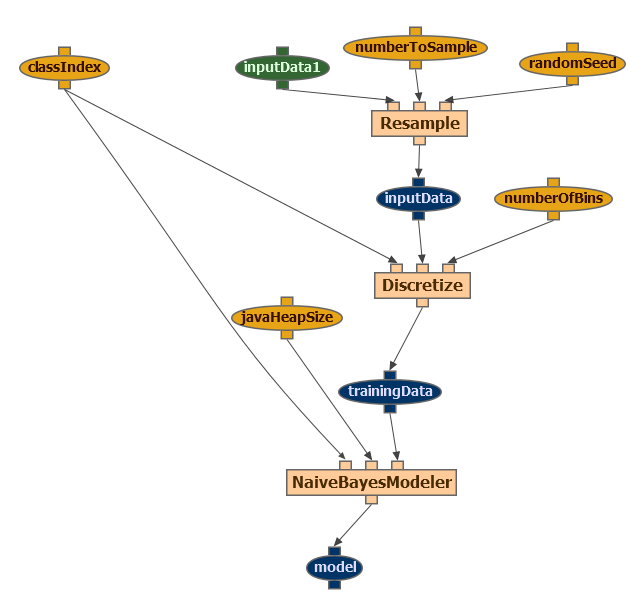 numberToSample
classIndex
inputData1
randomSeed
Resample
inputData
numberOfBins
Discretize
javaHeapSize
trainingData
NaiveBayesModeler
model